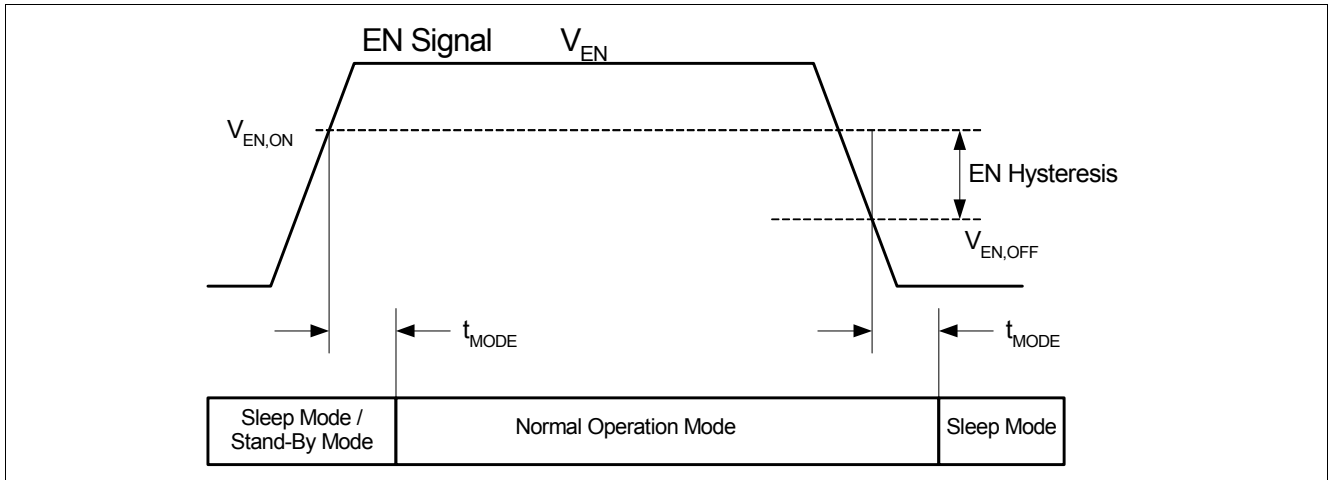 EN Signal V_EN
V_EN,ON
EN Hysteresis
V_EN,OFF
t_MODE
t_MODE
Sleep Mode /
Stand-By Mode
Normal Operation Mode
Sleep Mode